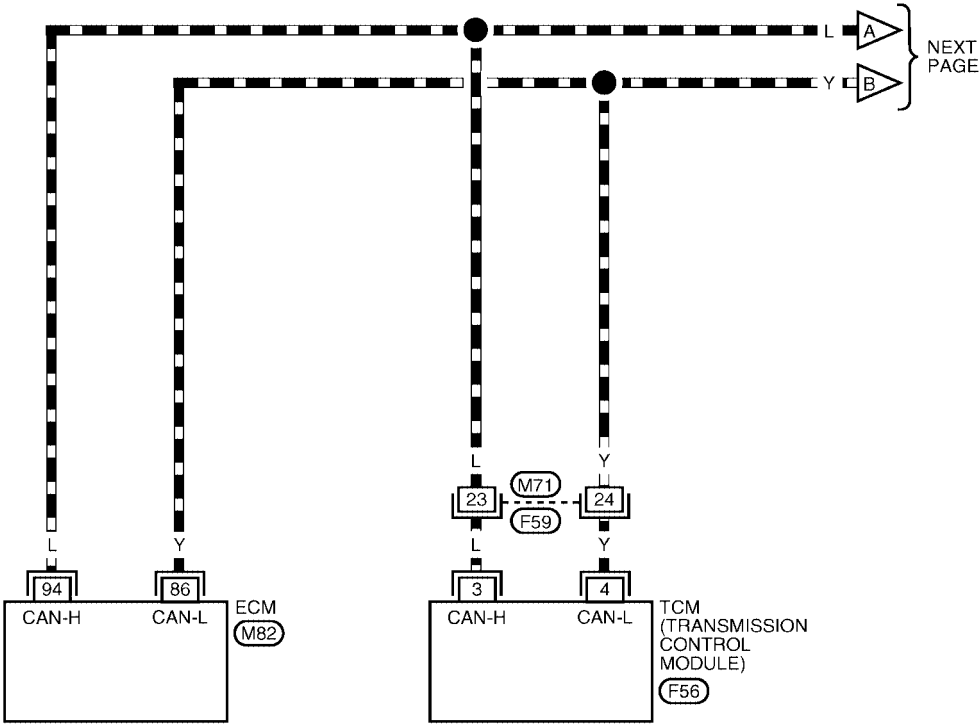 L
A
NEXT
PAGE
Y
B
L
Y
23
M71
24
F59
L
Y
L
Y
94
86
3
4
CAN-H
CAN-L
ECM
M82
CAN-H
CAN-L
TCM
(TRANSMISSION
CONTROL
MODULE)
F56